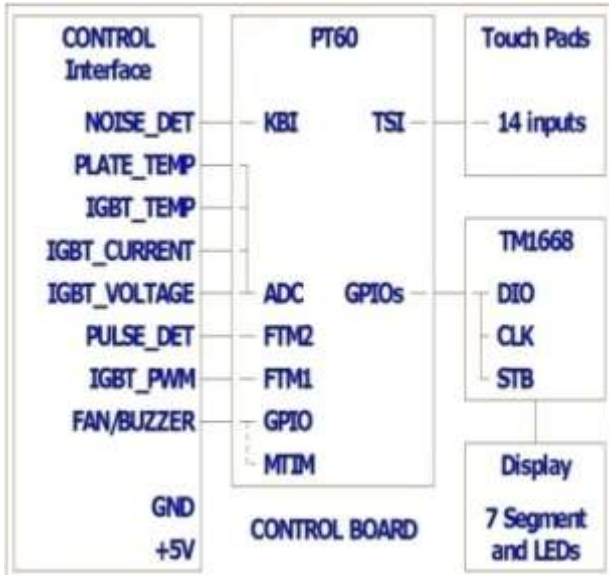 CONTROL
Interface
NOISE_DET
PLATE_TEMP
IGBT_TEMP
IGBT_CURRENT
IGBT_VOLTAGE
PULSE_DET
IGBT_PWM
FAN/BUZZER
GND
+5V
PT60
KBI TSI
ADC GPIOs
FTM2
FTM1
GPIO
MTIM
CONTROL BOARD
Touch Pads
14 inputs
TM1668
DIO
CLK
STB
Display
7 Segment
and LEDs